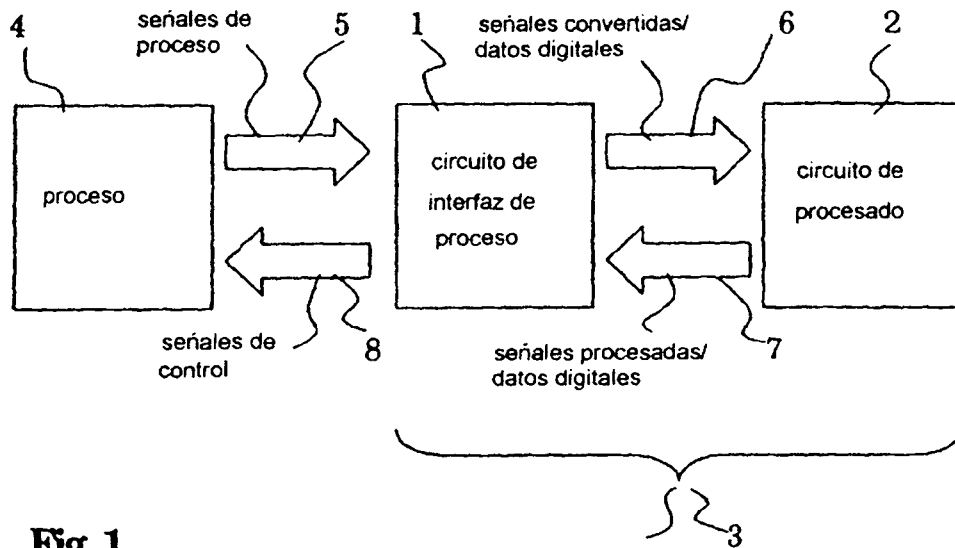 4
señales de
proceso
5
1
señales convertidas/
datos digitales
6
2
proceso
circuito de
interfaz de
proceso
circuito de
procesado
señales de
control
8
señales procesadas/
datos digitales
7
3
Fig. 1